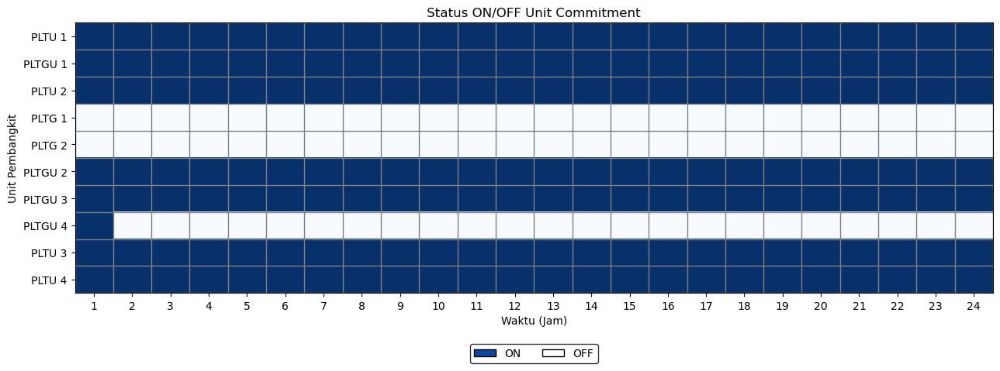 Status ON/OFF Unit Commitment
Unit Pembangkit
PLTU 1
PLTGU 1
PLTU 2
PLTG 1
PLTG 2
PLTGU 2
PLTGU 3
PLTGU 4
PLTU 3
PLTU 4
1 2 3 4 5 6 7 8 9 10 11 12 13 14 15 16 17 18 19 20 21 22 23 24
Waktu (Jam)
ON OFF